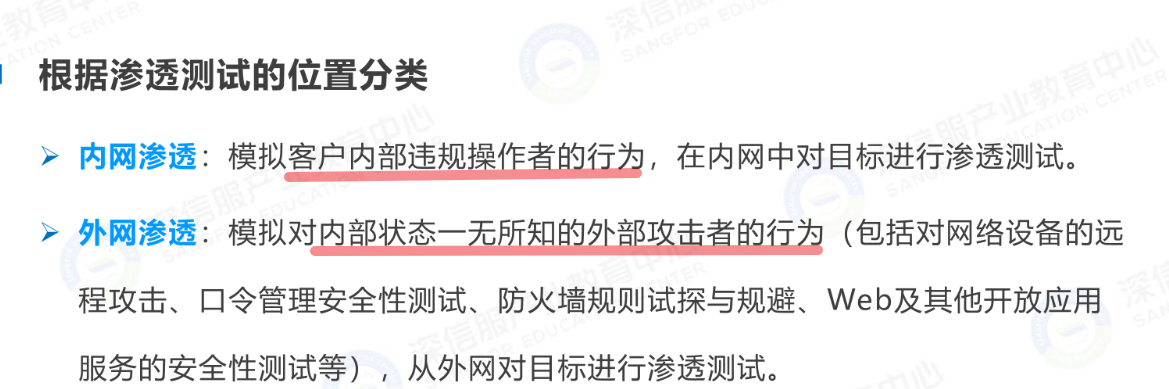 根据渗透测试的位置分类
➢ 内网渗透：模拟客户内部违规操作者的行为，在内网中对目标进行渗透测试。
➢ 外网渗透：模拟对内部状态一无所知的外部攻击者的行为（包括对网络设备的远
程攻击、口令管理安全性测试、防火墙规则试探与规避、Web及其他开放应用
服务的安全性测试等），从外网对目标进行渗透测试。
深信服产业教育中心
SANGFOR EDUCATION CENTER